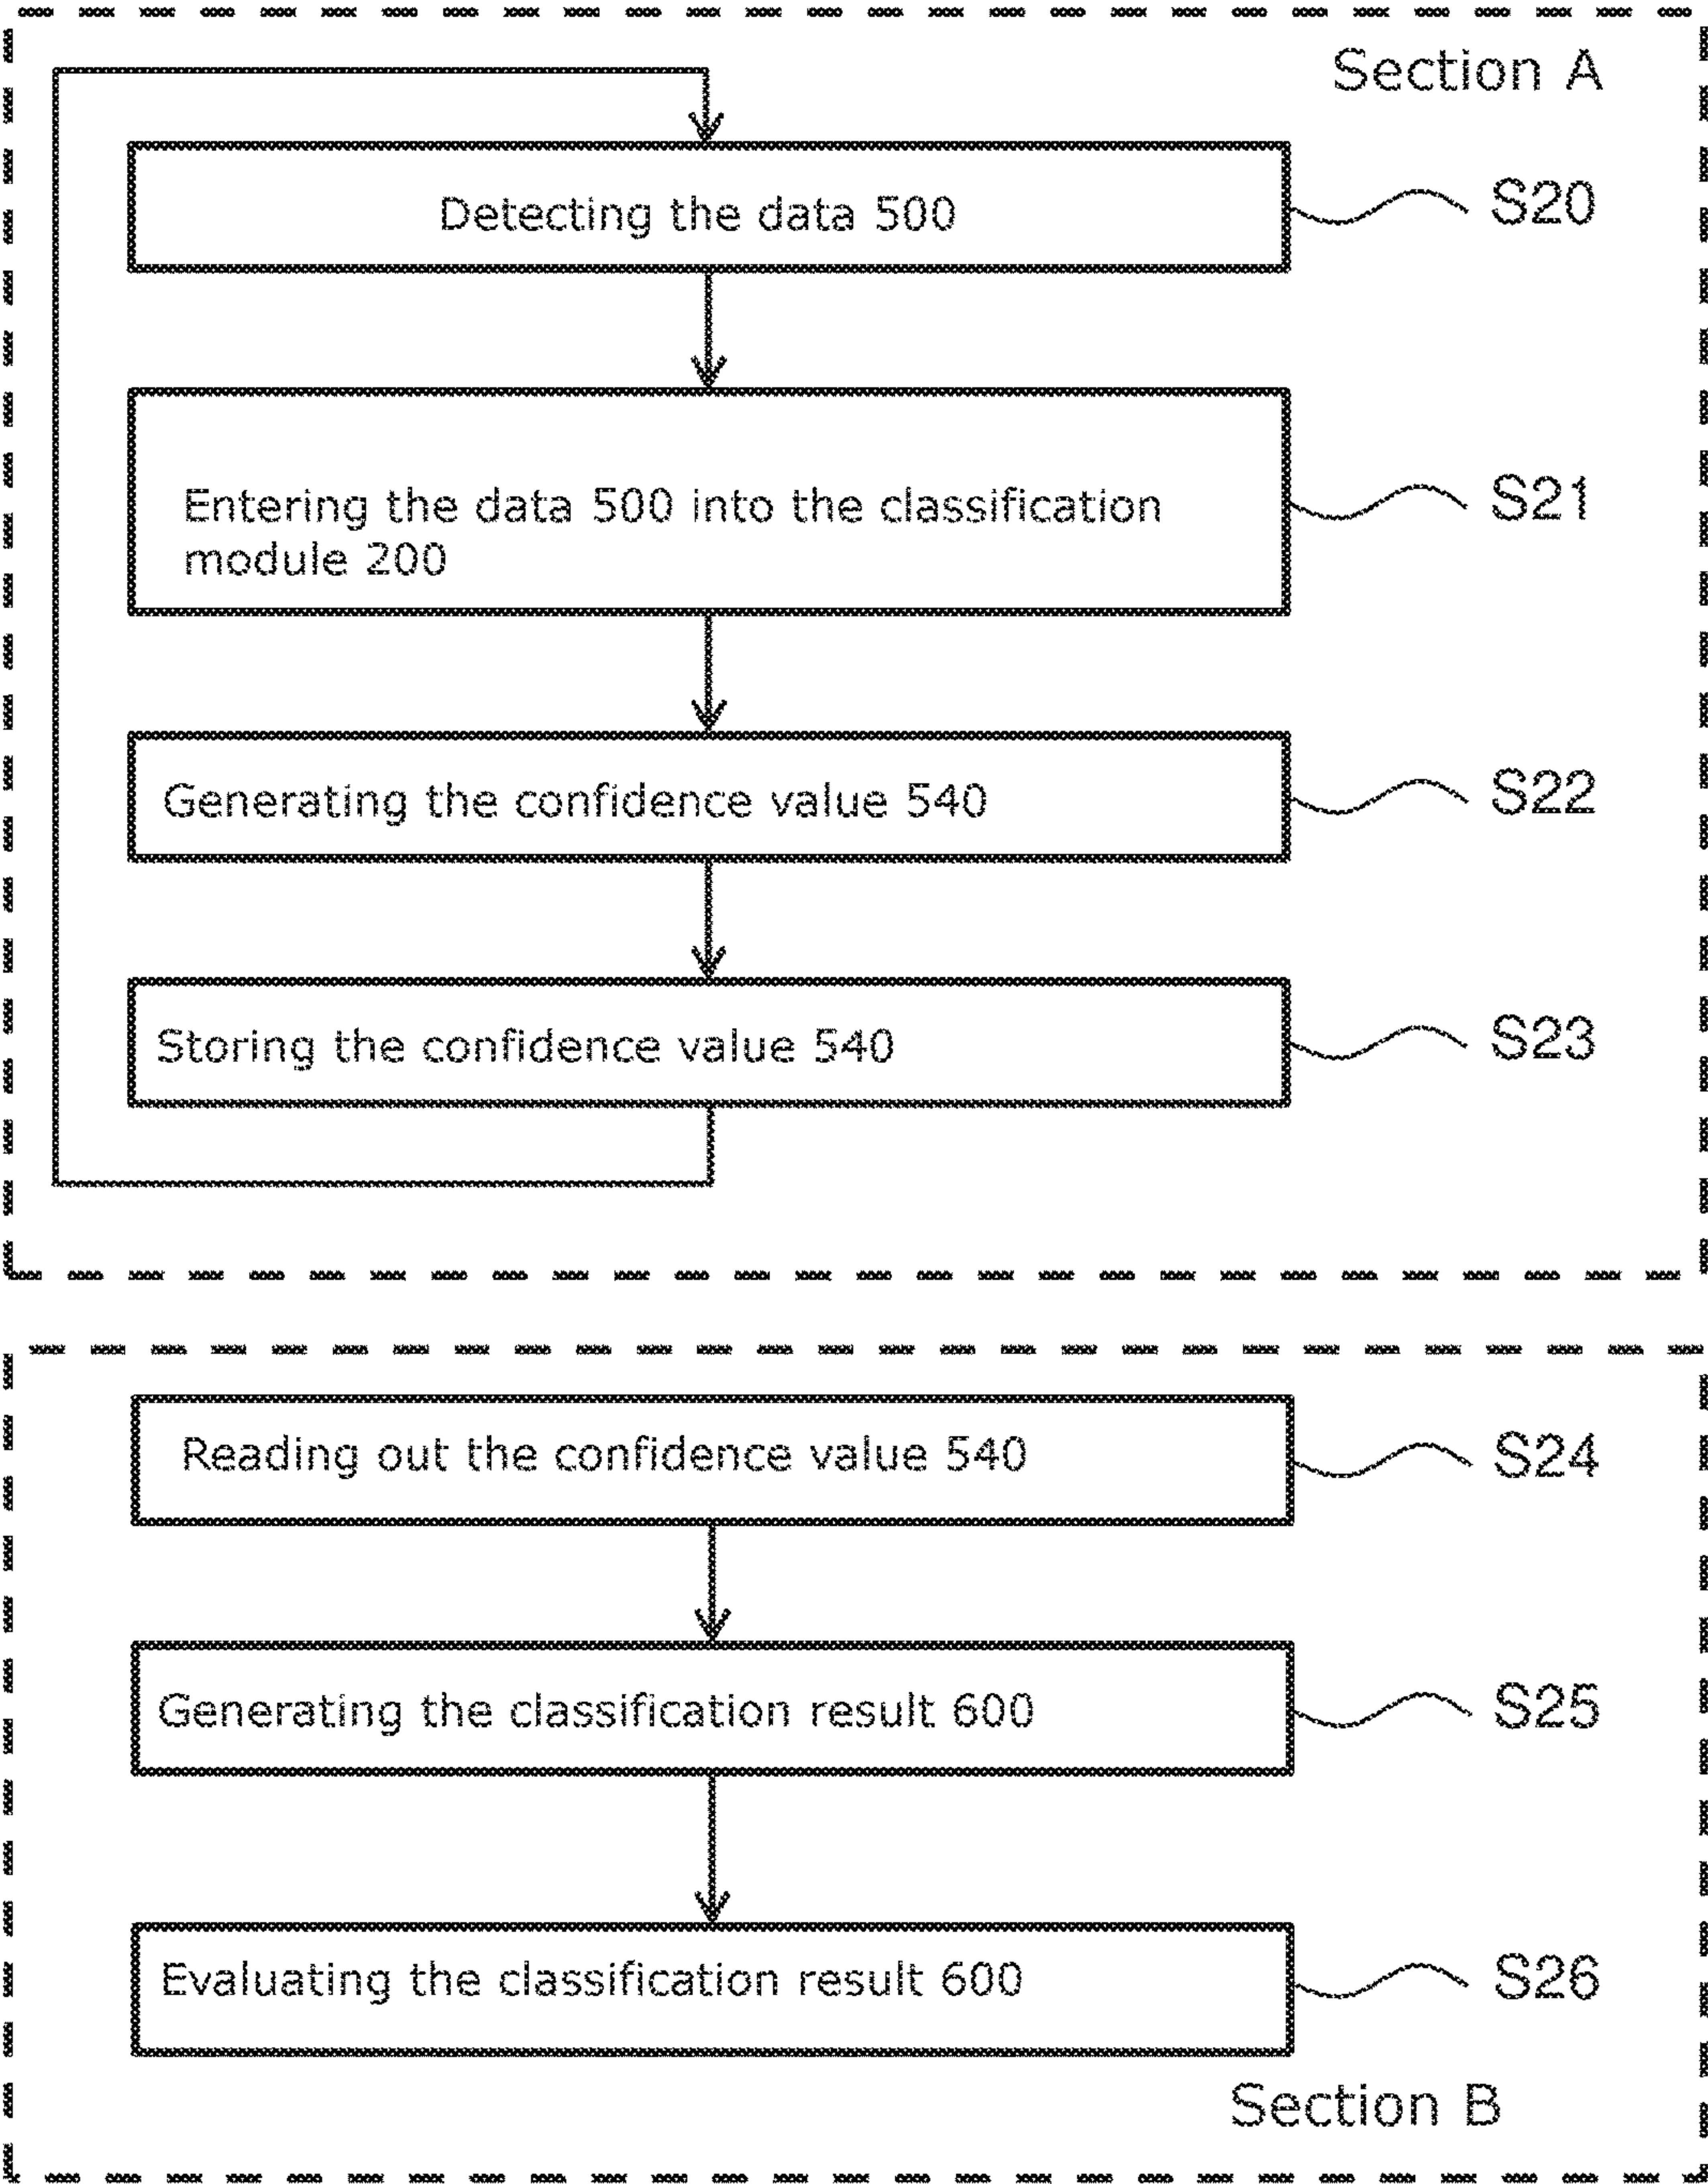 Section A
Detecting the data 500
S20
Entering the data 500 into the classification
module 200
S21
Generating the confidence value 540
S22
Storing the confidence value 540
S23
Reading out the confidence value 540
S24
Generating the classification result 600
S25
Evaluating the classification result 600
S26
Section B